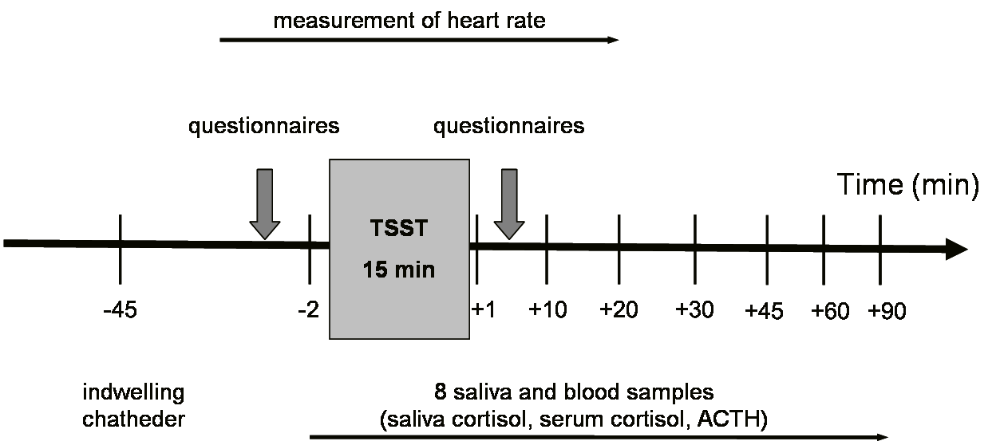 measurement of heart rate
questionnaires
questionnaires
Time (min)
TSST
15 min
-45
-2
+1
+10
+20
+30
+45
+60
+90
indwelling
chatheder
8 saliva and blood samples
(saliva cortisol, serum cortisol, ACTH)